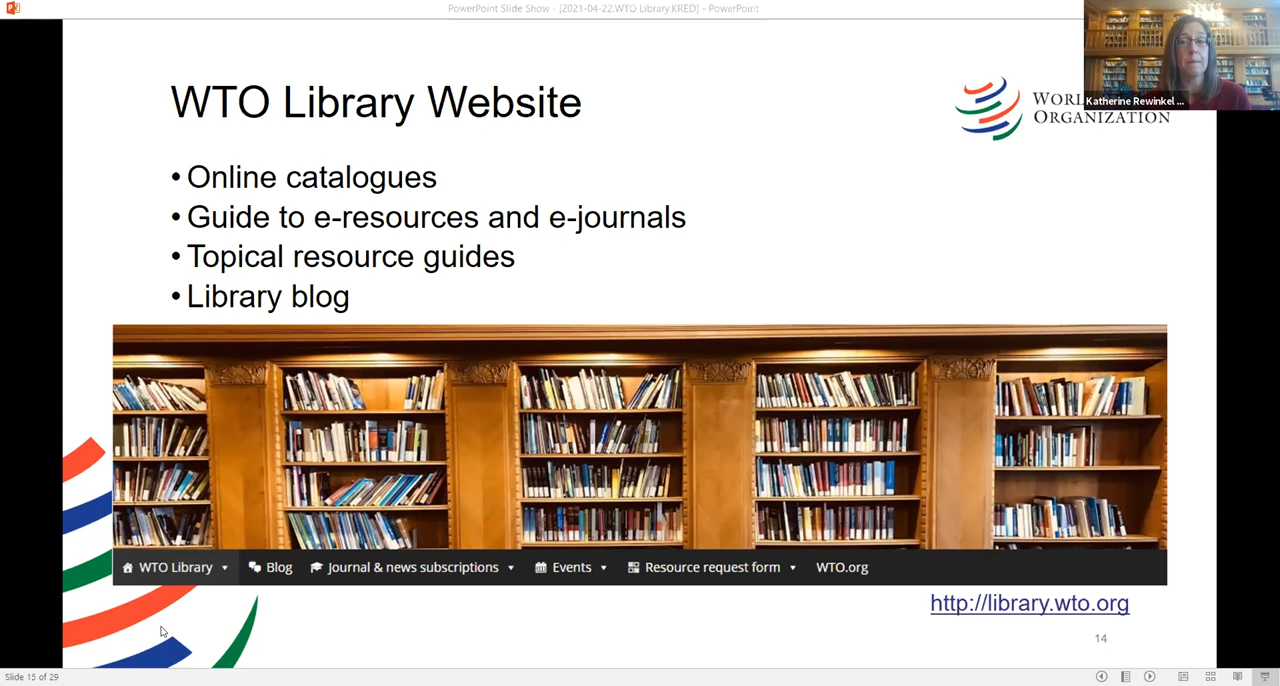 PowerPoint Slide Show - [2021-04-22.WTO Library.KRED] - PowerPoint
WTO Library Website
WORL
ORGANIZATION
Katherine Rewinkel ...
• Online catalogues
• Guide to e-resources and e-journals
• Topical resource guides
• Library blog
WTO Library Blog Journal & news subscriptions Events Resource request form WTO.org
http://library.wto.org
14
Slide 15 of 29